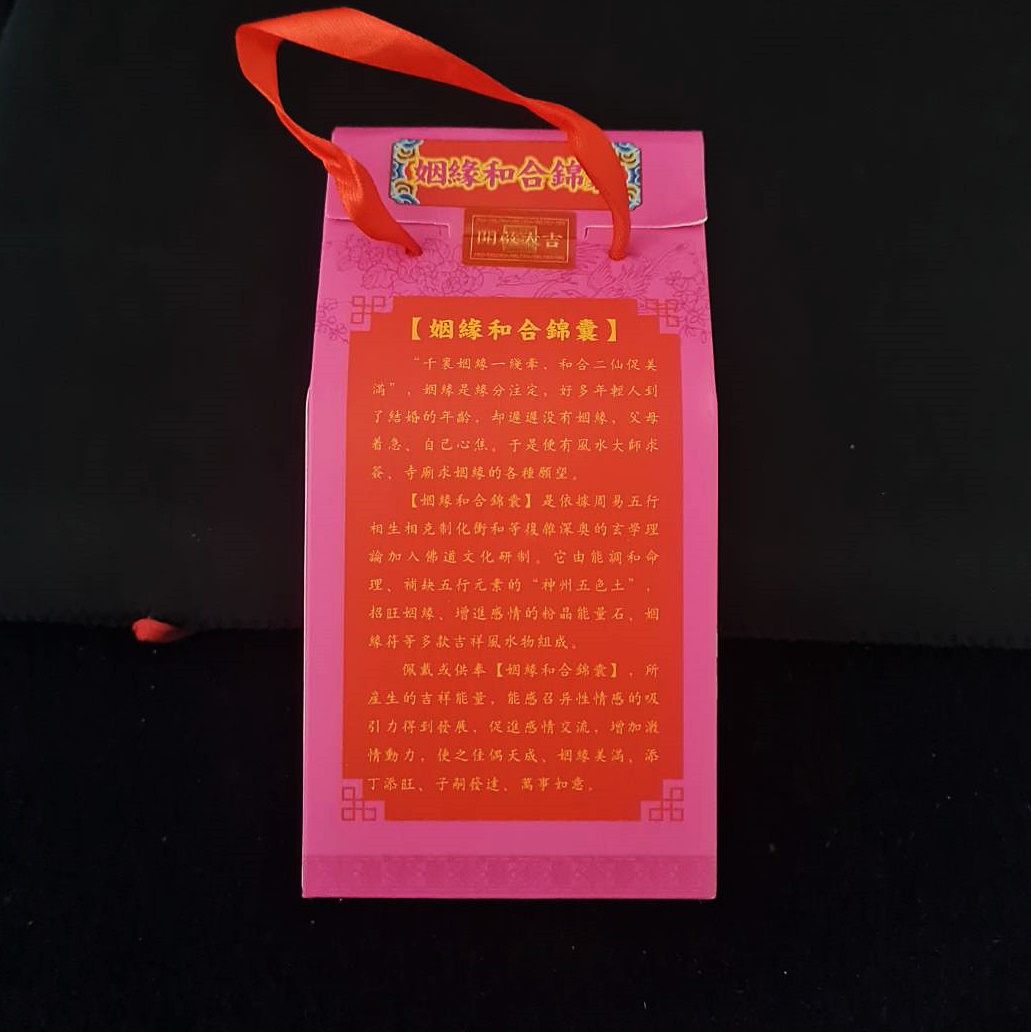 姻緣和合錦
開啟大吉
【姻緣和合錦囊】
“千裏姻緣一綫牽、和合二仙促美
滿”，姻緣是緣分注定，好多年輕人到
了結婚的年齡，却遲遲没有姻緣，父母
着急、自己心焦。于是便有風水大師求
簽、寺廟求姻緣的各種願望。
【姻緣和合錦囊】是依據周易五行
相生相克制化衝和等復雜深奥的玄學理
論加入佛道文化研制。它由能調和命
理、補缺五行元素的“神州五色土”，
招旺姻緣、增進感情的粉晶能量石，姻
緣符等多款吉祥風水物組成。
佩戴或供奉【姻緣和合錦囊】，所
産生的吉祥能量，能感召异性情感的吸
引力得到發展，促進感情交流，增加激
情動力，使之佳偶天成、姻緣美滿、添
丁添旺、子嗣發達、萬事如意。